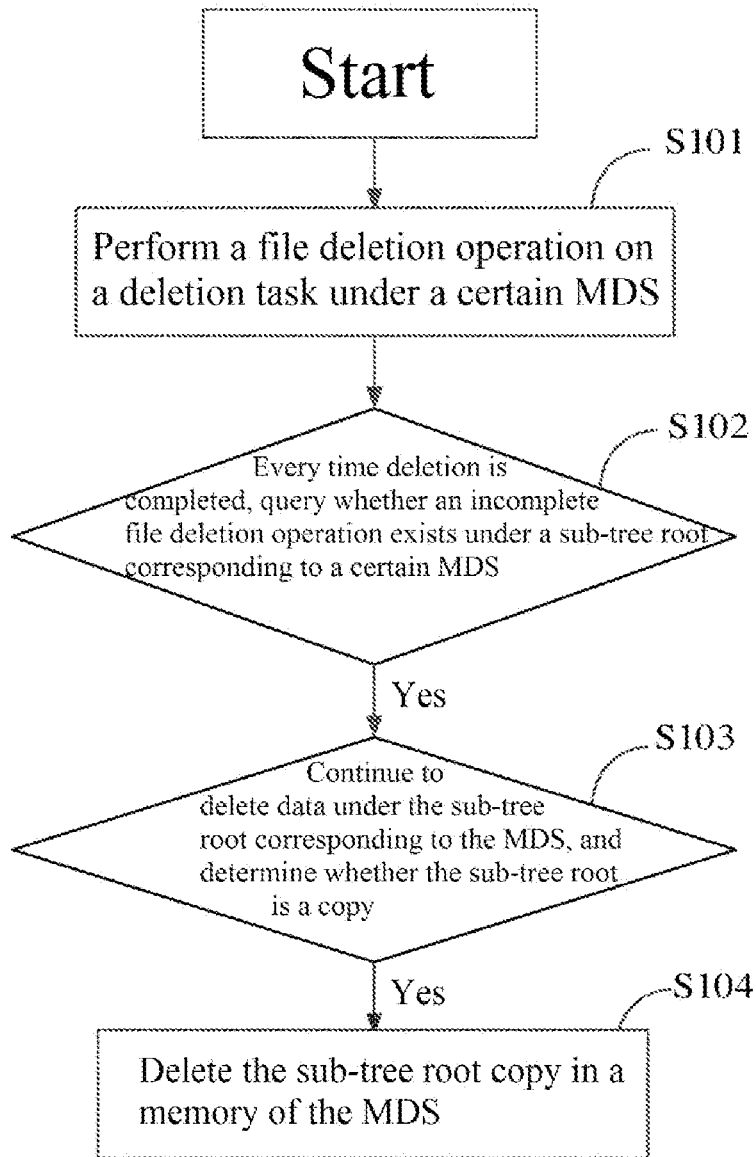 Start
S101
Perform a file deletion operation on
a deletion task under a certain MDS
S102
Every time deletion is
completed, query whether an incomplete
file deletion operation exists under a sub-tree root
corresponding to a certain MDS
Yes
S103
Continue to
delete data under the sub-tree
root corresponding to the MDS, and
determine whether the sub-tree root
is a copy
Yes
S104
Delete the sub-tree root copy in a
memory of the MDS